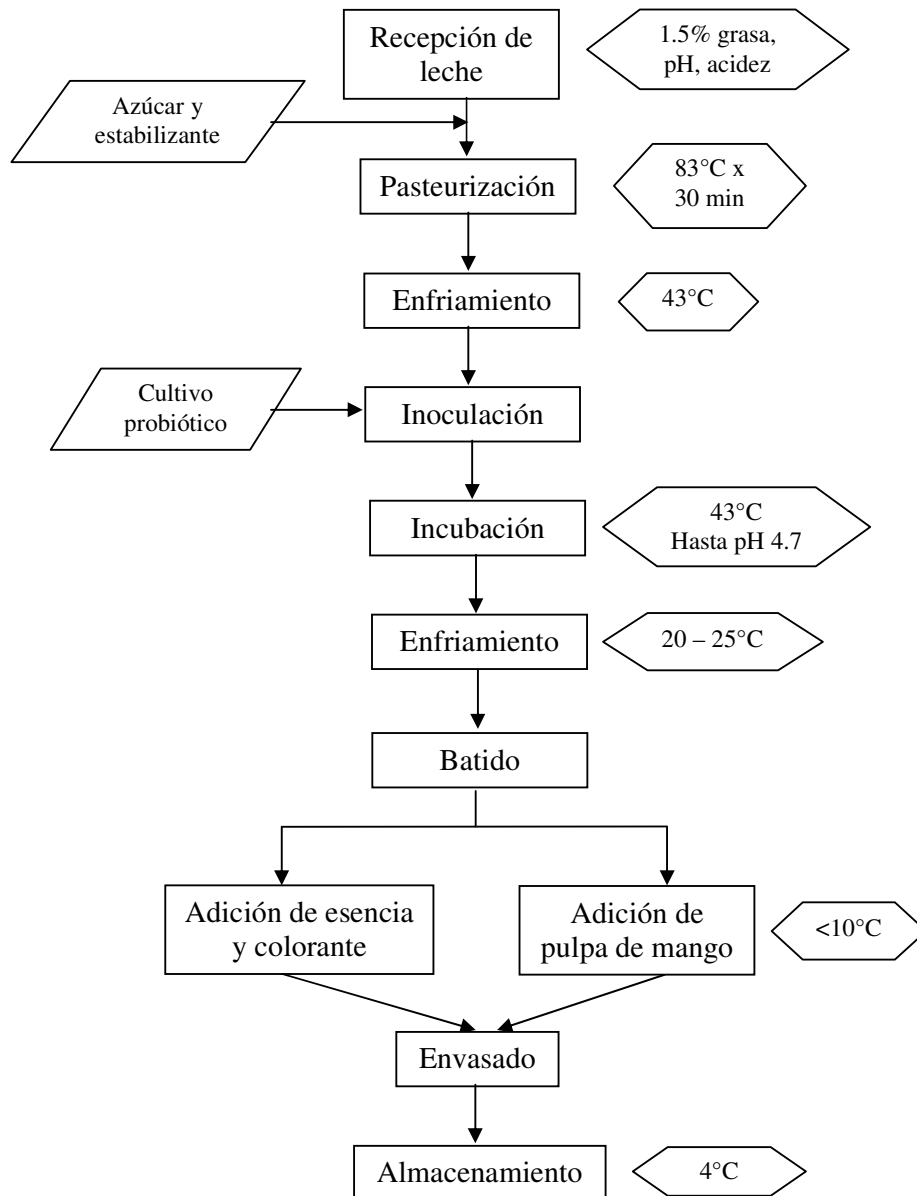 Recepción de
leche
1.5% grasa,
pH, acidez
Azúcar y
estabilizante
Pasteurización
83°C x
30 min
Enfriamiento
43°C
Cultivo
probiótico
Inoculación
Incubación
43°C
Hasta pH 4.7
Enfriamiento
20 – 25°C
Batido
Adición de esencia
y colorante
Adición de
pulpa de mango
<10°C
Envasado
Almacenamiento
4°C